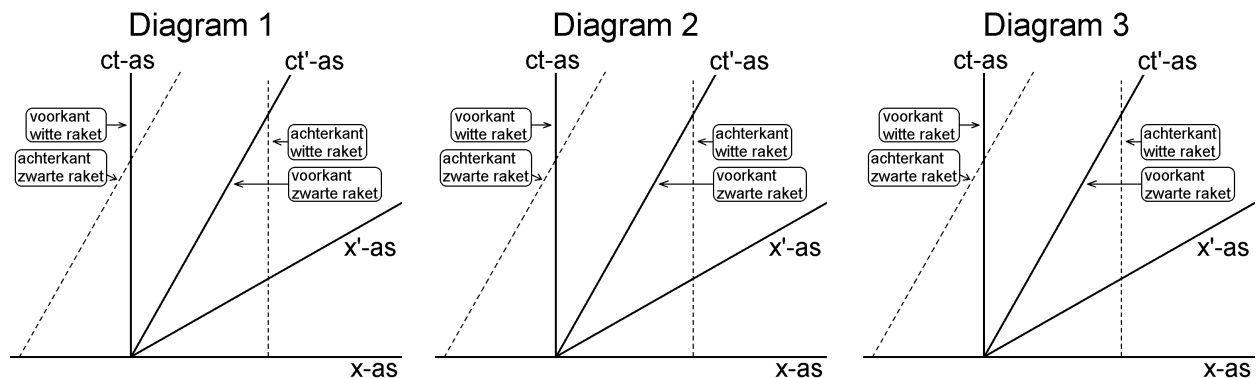 Diagram 1
ct-as
ct'-as
voorkant
witte raket
achterkant
zwarte raket
achterkant
witte raket
voorkant
zwarte raket
x'-as
x-as
Diagram 2
ct-as
ct'-as
voorkant
witte raket
achterkant
zwarte raket
achterkant
witte raket
voorkant
zwarte raket
x'-as
x-as
Diagram 3
ct-as
ct'-as
voorkant
witte raket
achterkant
zwarte raket
achterkant
witte raket
voorkant
zwarte raket
x'-as
x-as